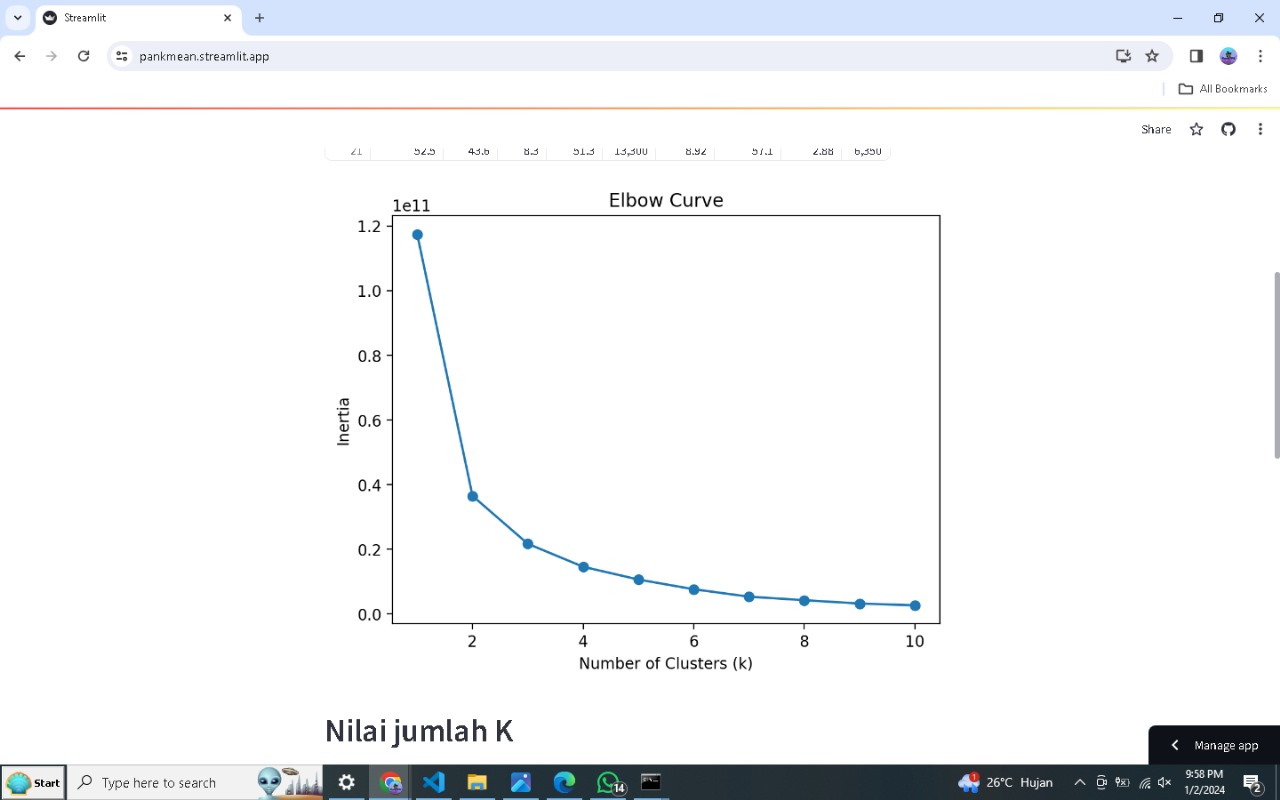 Streamlit
pankmean.streamlit.app
All Bookmarks
Share
21 52.5 43.6 8.3 51.3 13,300 8.92 57.1 2.88 6,350
Elbow Curve
1e11
1.2
1.0
0.8
0.6
0.4
0.2
0.0
Inertia
2 4 6 8 10
Number of Clusters (k)
Nilai jumlah K
Manage app
Start
Type here to search
14
1
26°C Hujan
9:58 PM
1/2/2024
2